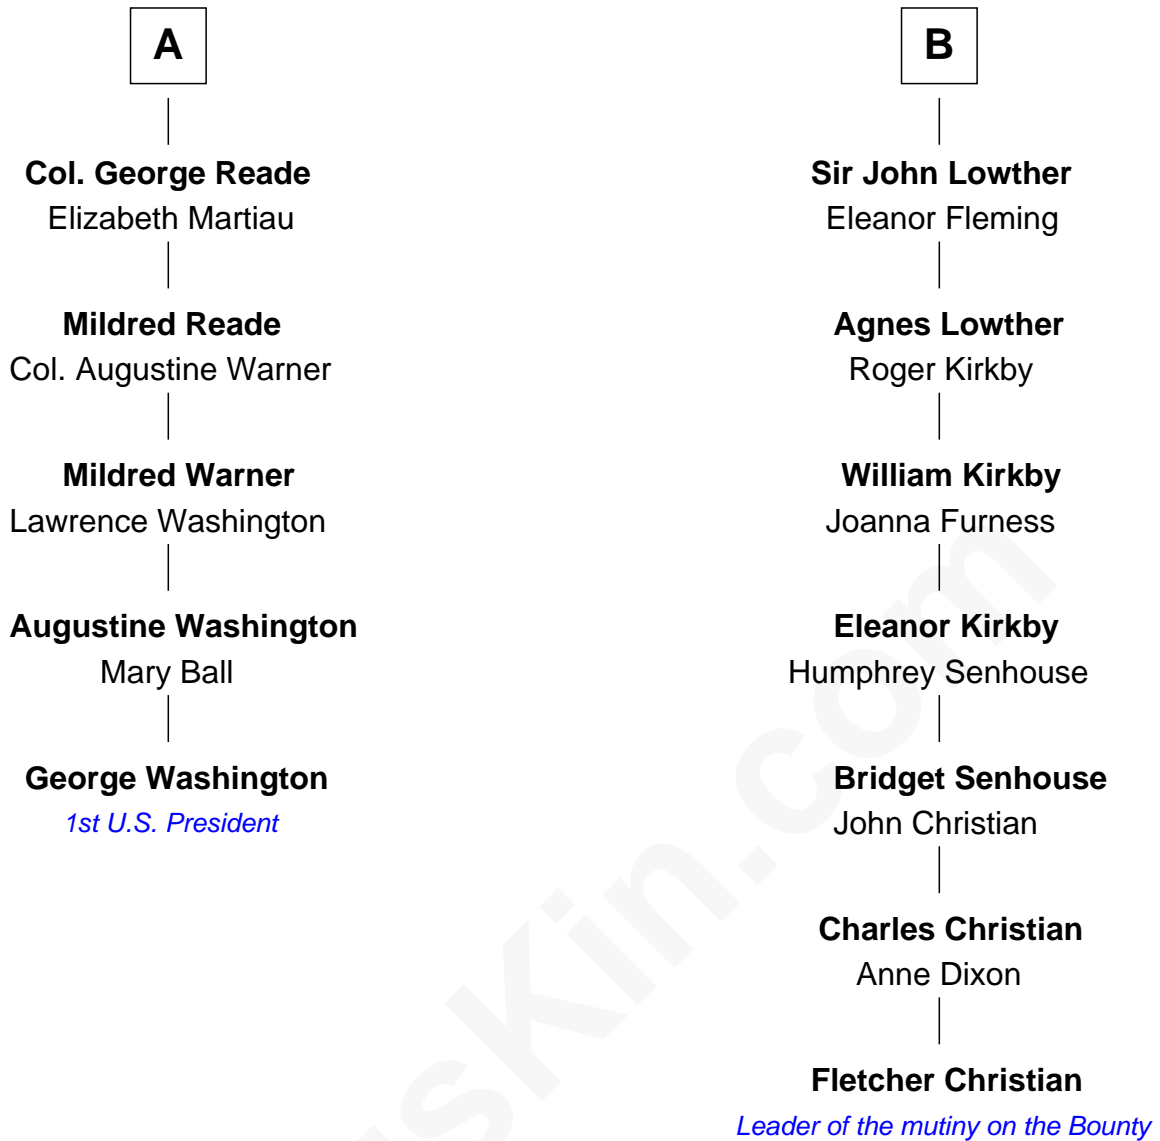 A
Col. George Reade
Elizabeth Martiau
Mildred Reade
Col. Augustine Warner
Mildred Warner
Lawrence Washington
Augustine Washington
Mary Ball
George Washington
1st U.S. President
B
Sir John Lowther
Eleanor Fleming
Agnes Lowther
Roger Kirkby
William Kirkby
Joanna Furness
Eleanor Kirkby
Humphrey Senhouse
Bridget Senhouse
John Christian
Charles Christian
Anne Dixon
Fletcher Christian
Leader of the mutiny on the Bounty